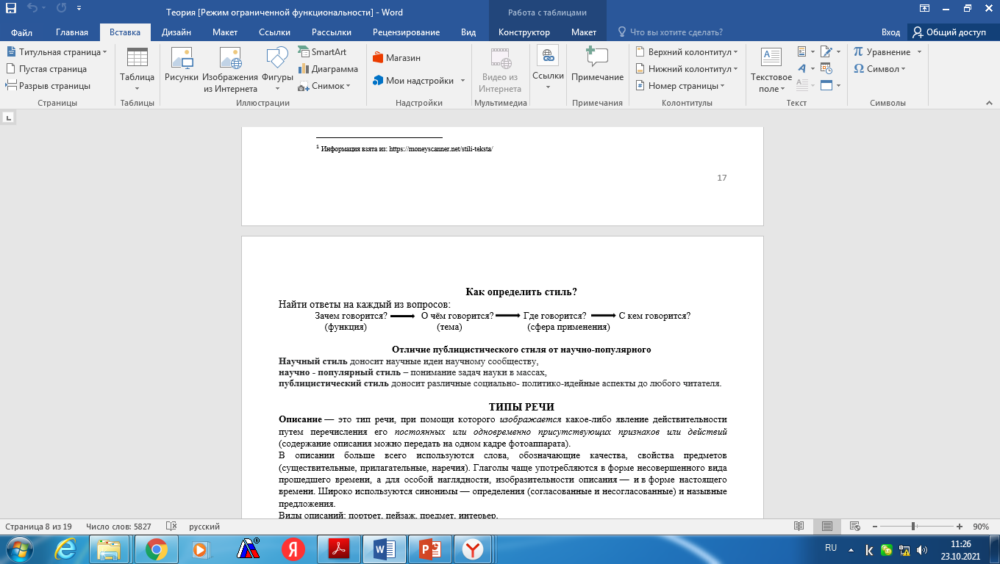 Теория [Режим ограниченной функциональности] - Word
Работа с таблицами
Файл Главная Вставка Дизайн Макет Ссылки Рассылки Рецензирование Вид Конструктор Макет Что вы хотите сделать? Вход Общий доступ
Титульная страница
Пустая страница
Разрыв страницы
Страницы
Таблица
Таблицы
Рисунки
Изображения из Интернета
Фигуры
SmartArt
Диаграмма
Снимок
Иллюстрации
Магазин
Мои надстройки
Надстройки
Видео из Интернета
Мультимедиа
Ссылки
Примечание
Примечания
Верхний колонтитул
Нижний колонтитул
Номер страницы
Колонтитулы
Текстовое поле
Текст
Уравнение
Символ
Символы
1 Информация взята из: https://moneyscanner.net/stili-teksta/
17
Как определить стиль?
Найти ответы на каждый из вопросов:
Зачем говорится? О чём говорится? Где говорится? С кем говорится?
(функция) (тема) (сфера применения)
Отличие публицистического стиля от научно-популярного
Научный стиль доносит научные идеи научному сообществу,
научно - популярный стиль – понимание задач науки в массах,
публицистический стиль доносит различные социально- политико-идейные аспекты до любого читателя.
ТИПЫ РЕЧИ
Описание — это тип речи, при помощи которого изображается какое-либо явление действительности
путем перечисления его постоянных или одновременно присутствующих признаков или действий
(содержание описания можно передать на одном кадре фотоаппарата).
В описании больше всего используются слова, обозначающие качества, свойства предметов
(существительные, прилагательные, наречия). Глаголы чаще употребляются в форме несовершенного вида
прошедшего времени, а для особой наглядности, изобразительности описания — и в форме настоящего
времени. Широко используются синонимы — определения (согласованные и несогласованные) и назывные
предложения.
Виды описаний: портрет, пейзаж, предмет, интерьер.
Страница 8 из 19 Число слов: 5827 русский 90%
RU
11:26
23.10.2021